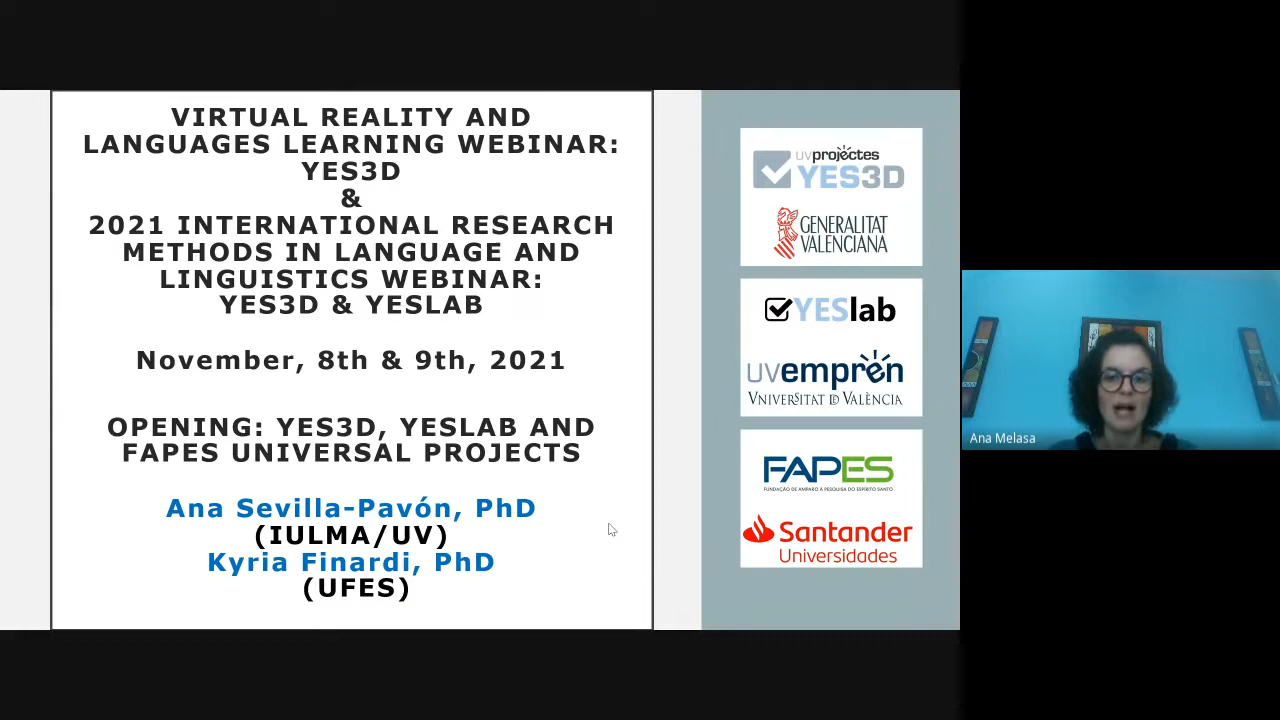 VIRTUAL REALITY AND
LANGUAGES LEARNING WEBINAR:
YES3D
&
2021 INTERNATIONAL RESEARCH
METHODS IN LANGUAGE AND
LINGUISTICS WEBINAR:
YES3D & YESLAB
November, 8th & 9th, 2021
OPENING: YES3D, YESLAB AND
FAPES UNIVERSAL PROJECTS
Ana Sevilla-Pavón, PhD
(IULMA/UV)
Kyria Finardi, PhD
(UFES)
uvprojectes
YES3D
GENERALITAT
VALENCIANA
YESlab
uvemprén
VNIVERSITAT DE VALÈNCIA
FAPES
FUNDAÇÃO DE AMPARO À PESQUISA DO ESPÍRITO SANTO
Santander
Universidades
Ana Melasa